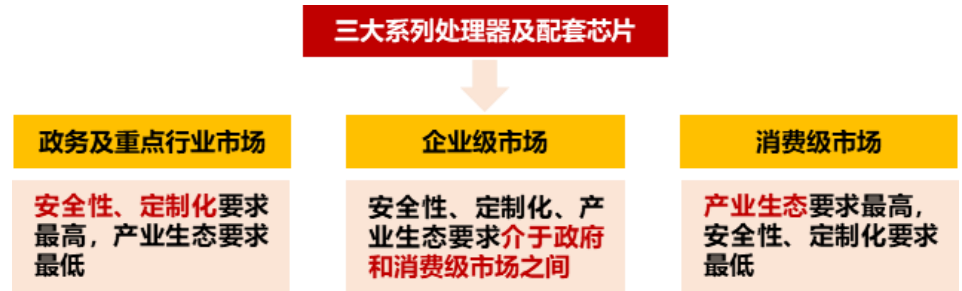 三大系列处理器及配套芯片
政务及重点行业市场
安全性、定制化要求
最高，产业生态要求
最低
企业级市场
安全性、定制化、产
业生态要求介于政府
和消费级市场之间
消费级市场
产业生态要求最高，
安全性、定制化要求
最低